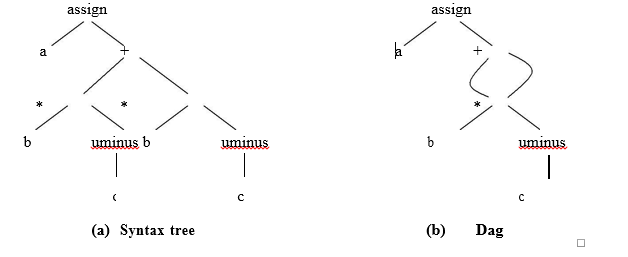 assign assign
a + a +
* * *
b uminus b uminus b uminus
c c c
(a) Syntax tree (b) Dag